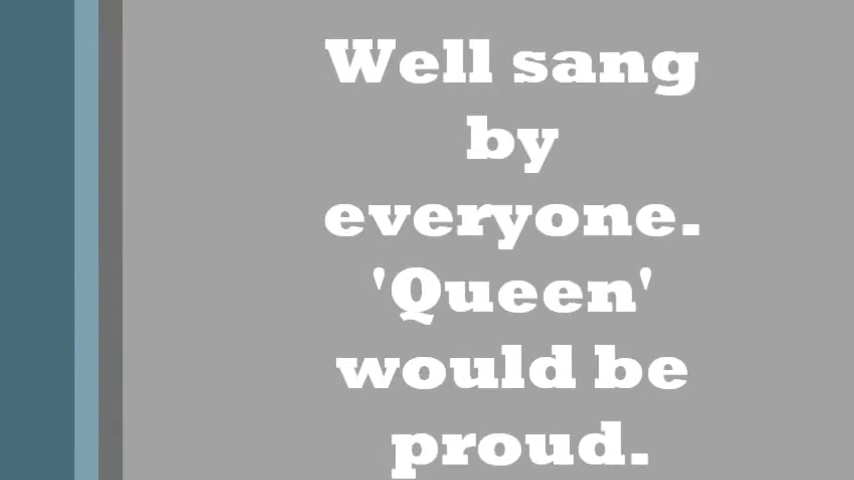 Well sang
by
everyone.
'Queen'
would be
proud.